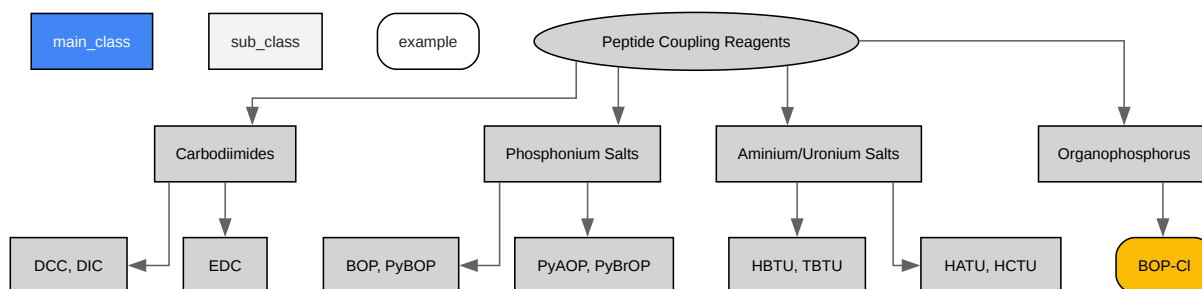 main_class
sub_class
example
Peptide Coupling Reagents
Carbodiimides
Phosphonium Salts
Aminium/Uronium Salts
Organophosphorus
DCC, DIC
EDC
BOP, PyBOP
PyAOP, PyBrOP
HBTU, TBTU
HATU, HCTU
BOP-Cl